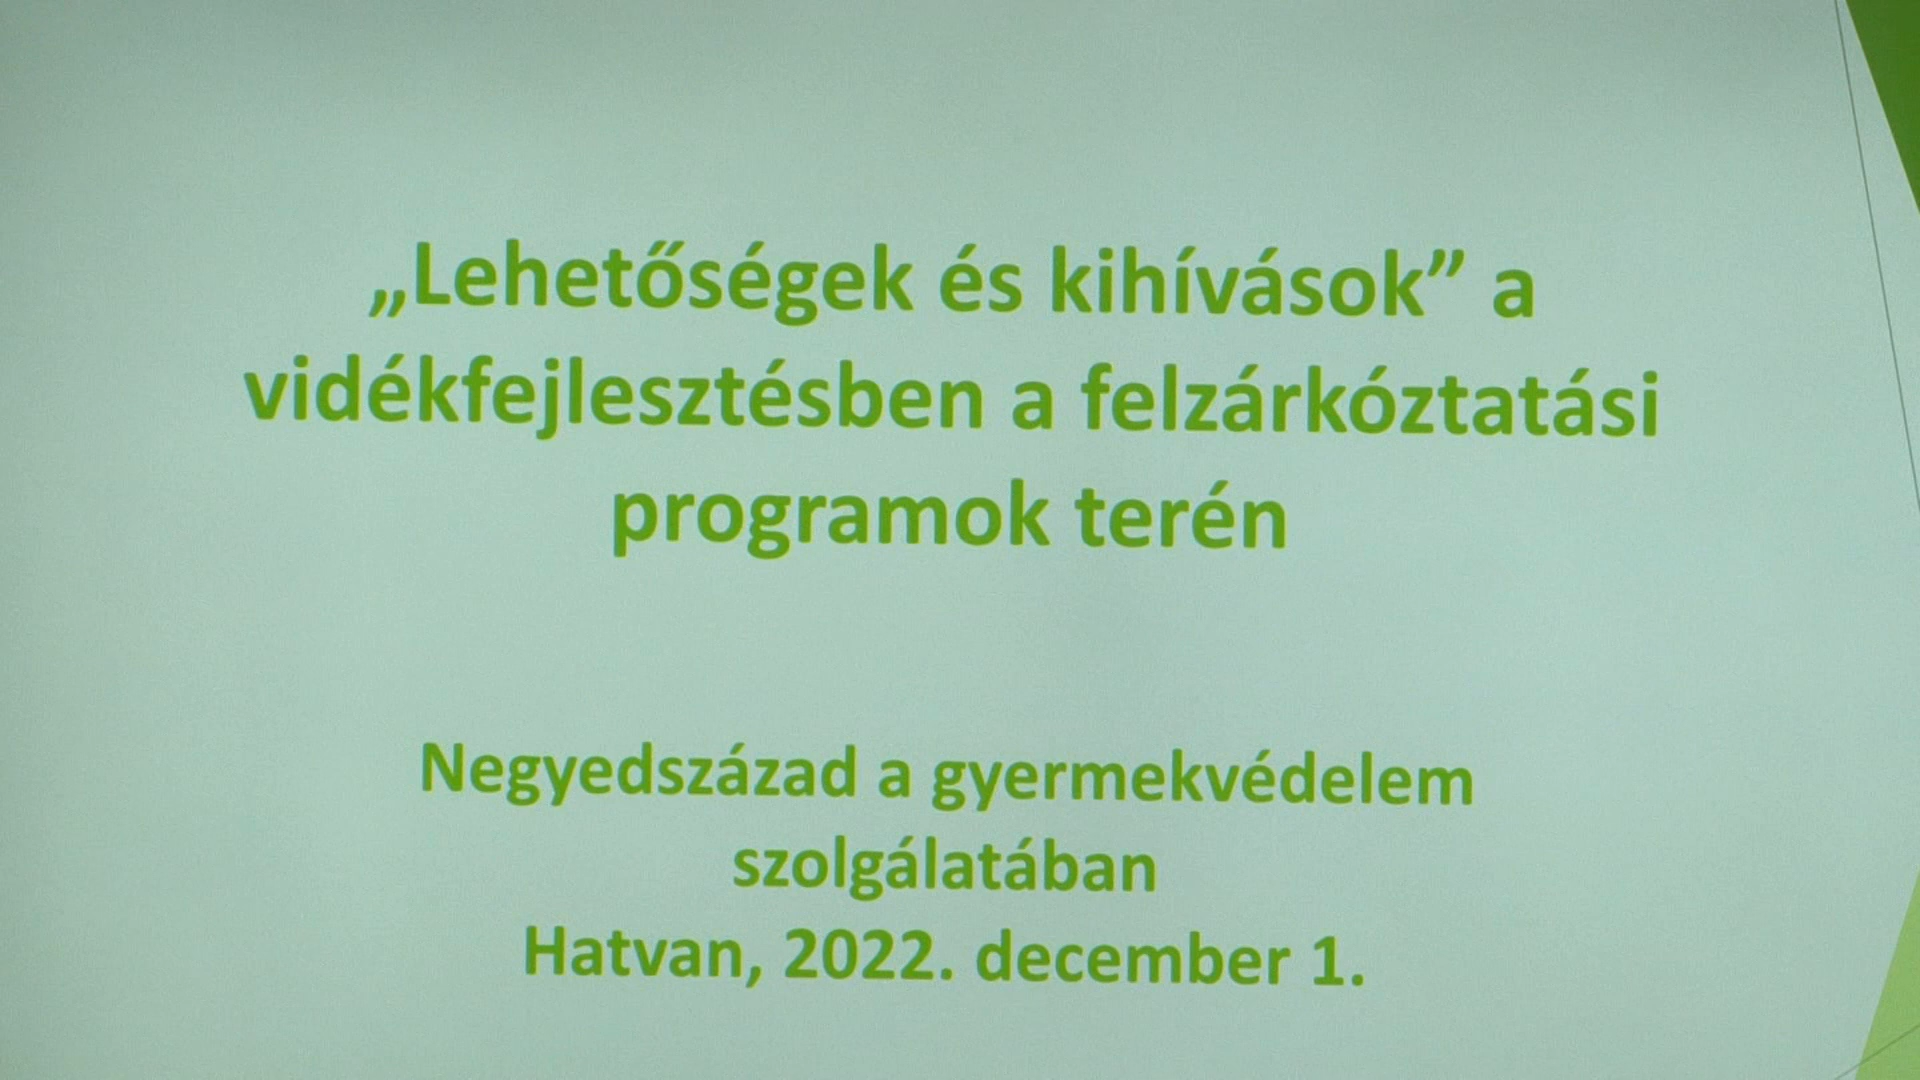 „Lehetőségek és kihívások” a
vidékfejlesztésben a felzárkóztatási
programok terén
Negyedszázad a gyermekvédelem
szolgálatában
Hatvan, 2022. december 1.